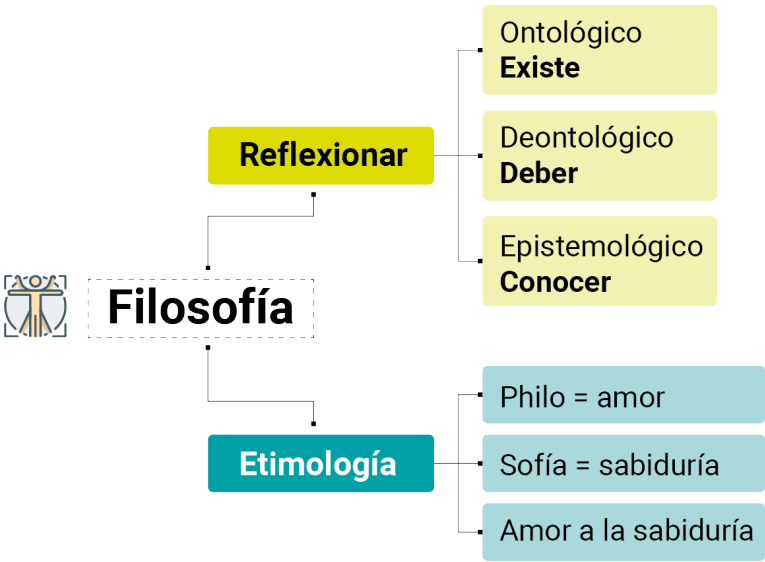 Ontológico
Existe
Reflexionar
Deontológico
Deber
Epistemológico
Conocer
Filosofía
Philo = amor
Etimología
Sofía = sabiduría
Amor a la sabiduría